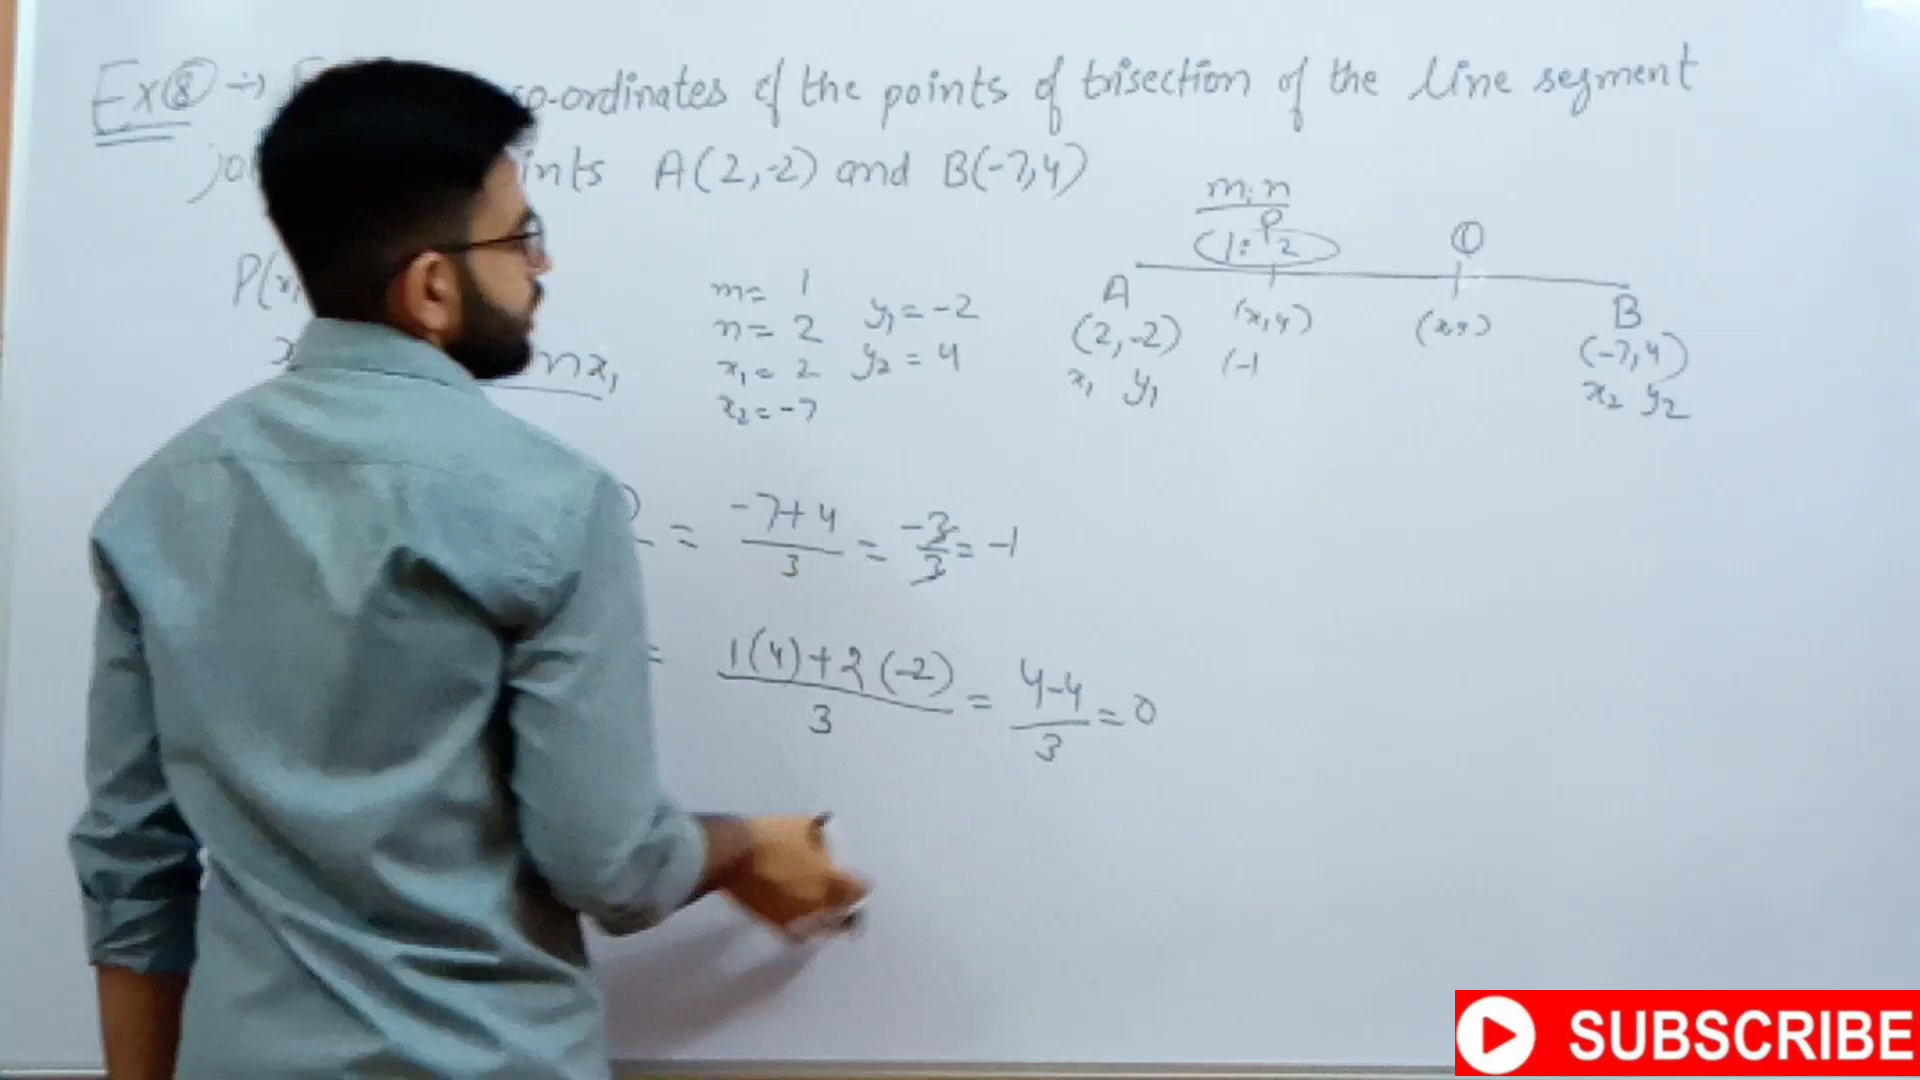 Ex⑧ → co-ordinates of the points of trisection of the line segment
ints A(2,-2) and B(-7,4)
m:n
P
1:2
Q
A
B
(2,-2)
(x,y)
(x,y)
(-7,4)
x₁ y₁
(-1
x₂ y₂
P(x,
m= 1
n= 2
x₁= 2
x₂=-7
y₁=-2
y₂=4
nx₁
= -7+4/3 = -3/3 = -1
= 1(4)+2(-2)/3 = 4-4/3 = 0
SUBSCRIBE